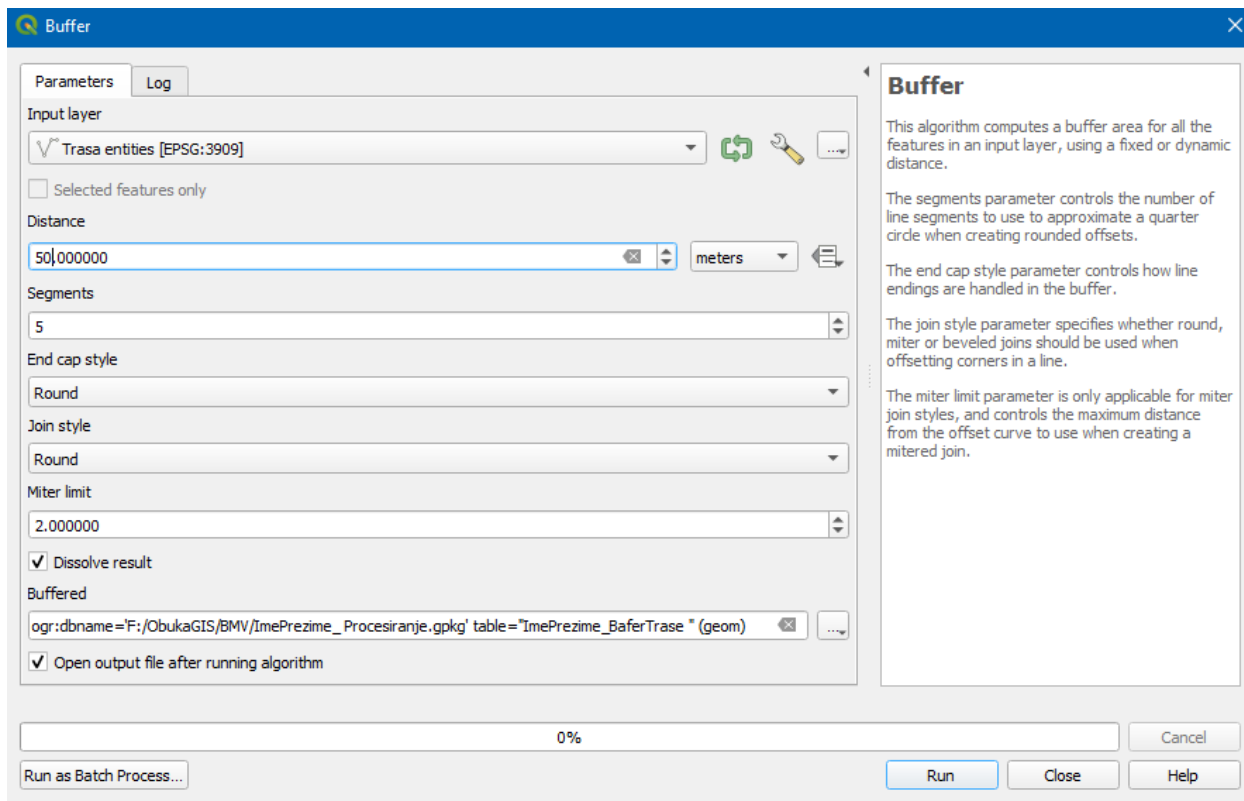 Buffer
Parameters
Log
Input layer
Trasa entities [EPSG:3909]
...
Selected features only
Distance
50.000000
meters
Segments
5
End cap style
Round
Join style
Round
Miter limit
2.000000
Dissolve result
Buffered
ogr:dbname='F:/ObukaGIS/BMV/ImePrezime_ Procesiranje.gpkg' table="ImePrezime_BaferTrase " (geom)
...
Open output file after running algorithm
Buffer
This algorithm computes a buffer area for all the
features in an input layer, using a fixed or dynamic
distance.
The segments parameter controls the number of
line segments to use to approximate a quarter
circle when creating rounded offsets.
The end cap style parameter controls how line
endings are handled in the buffer.
The join style parameter specifies whether round,
miter or beveled joins should be used when
offsetting corners in a line.
The miter limit parameter is only applicable for miter
join styles, and controls the maximum distance
from the offset curve to use when creating a
mitered join.
0%
Cancel
Run as Batch Process...
Run
Close
Help